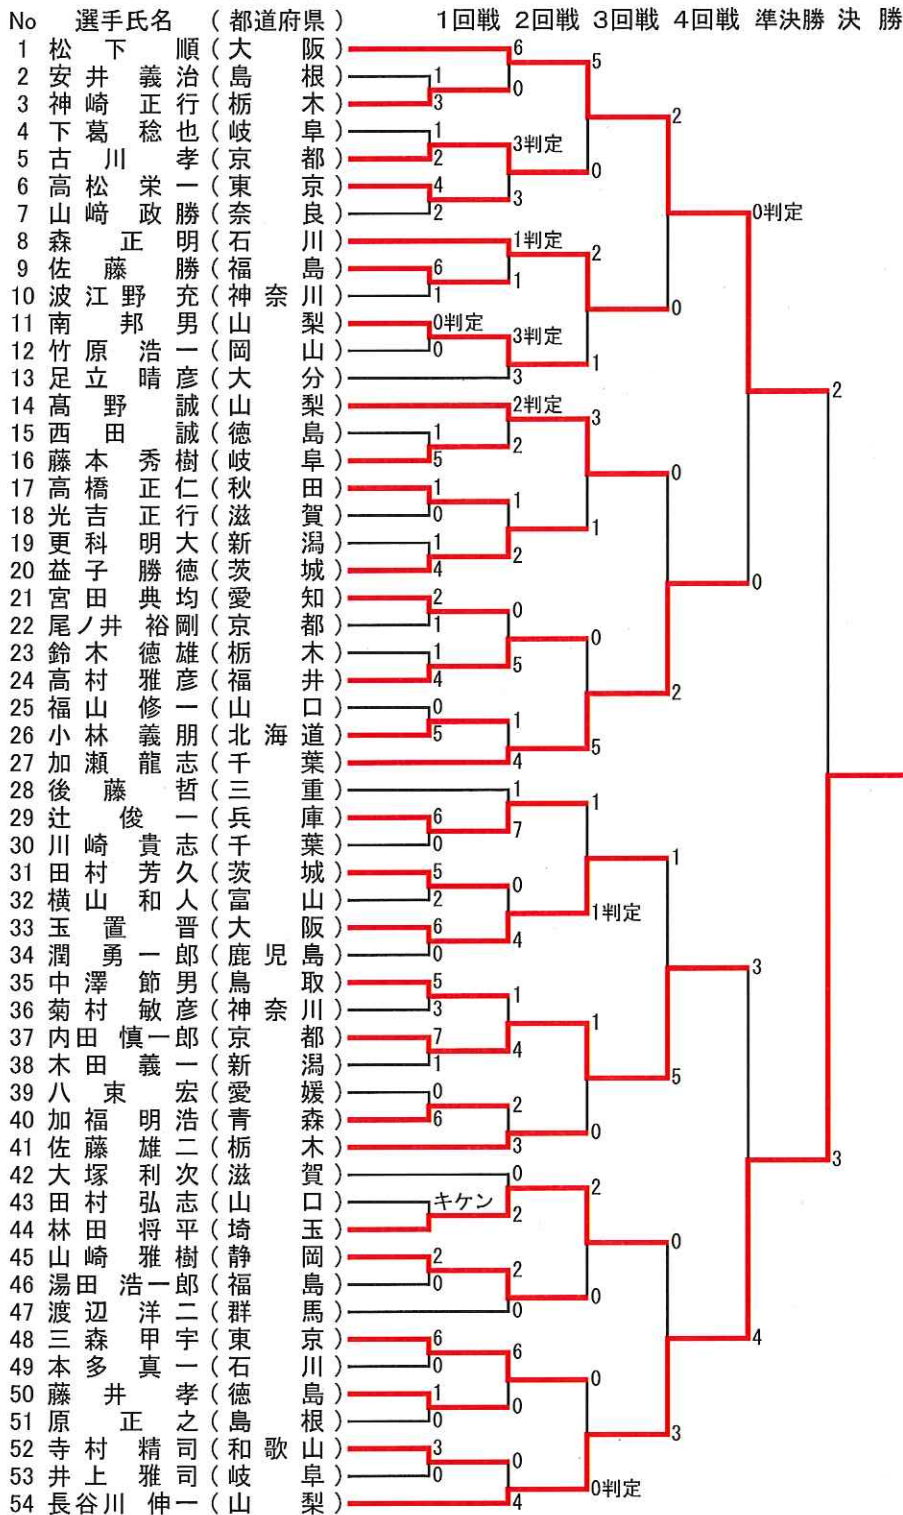 No 選手氏名 (都道府県) 1回戦 2回戦 3回戦 4回戦 準決勝 決勝
1 松下 順(大阪) 6
5
2 安井 義治(島根) 1
0
3 神崎 正行(栃木) 3
2
4 下葛 稔也(岐阜) 1
3判定
5 古川 孝(京都) 2
0
6 高松 栄一(東京) 4
3
7 山﨑 政勝(奈良) 2
0判定
8 森 正明(石川) 1判定
2
9 佐藤 勝(福島) 6
1
10 波江野 充(神奈川) 1
0
11 南 邦男(山梨) 0判定
3判定
12 竹原 浩一(岡山) 0
1
13 足立 晴彦(大分) 3
2
14 髙野 誠(山梨) 2判定
3
15 西田 誠(徳島) 1
2
16 藤本 秀樹(岐阜) 5
0
17 高橋 正仁(秋田) 1
1
18 光吉 正行(滋賀) 0
1
19 更科 明大(新潟) 1
2
20 益子 勝徳(茨城) 4
0
21 宮田 典均(愛知) 2
0
22 尾ノ井 裕剛(京都) 1
0
23 鈴木 徳雄(栃木) 1
5
24 高村 雅彦(福井) 4
2
25 福山 修一(山口) 0
1
26 小林 義朋(北海道) 5
5
27 加瀬 龍志(千葉) 4
28 後藤 哲(三重) 1
1
29 辻 俊一(兵庫) 6
7
30 川崎 貴志(千葉) 0
1
31 田村 芳久(茨城) 5
0
32 横山 和人(富山) 2
1判定
33 玉置 晋(大阪) 6
4
34 潤 勇一郎(鹿児島) 0
3
35 中澤 節男(鳥取) 5
1
36 菊村 敏彦(神奈川) 3
1
37 内田 慎一郎(京都) 7
4
38 木田 義一(新潟) 1
5
39 八束 宏(愛媛) 0
2
40 加福 明浩(青森) 6
0
41 佐藤 雄二(栃木) 3
3
42 大塚 利次(滋賀) 0
2
43 田村 弘志(山口) キケン
2
44 林田 将平(埼玉)
0
45 山崎 雅樹(静岡) 2
2
46 湯田 浩一郎(福島) 0
0
47 渡辺 洋二(群馬) 0
4
48 三森 甲宇(東京) 6
6
49 本多 真一(石川) 0
0
50 藤井 孝(徳島) 1
0
51 原 正之(島根) 0
3
52 寺村 精司(和歌山) 3
0
53 井上 雅司(岐阜) 0
0判定
54 長谷川 伸一(山梨) 4